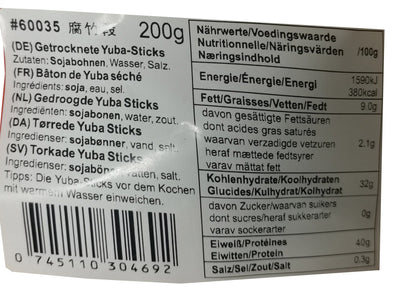 #60035 腐竹段 200g
(DE) Getrocknete Yuba-Sticks
Zutaten: Sojabohnen, Wasser, Salz.
(FR) Bâton de Yuba séché
Ingrédients: soja, eau, sel.
(NL) Gedroogde Yuba Sticks
Ingrediënten: sojabonen, water, zout.
(DA) Tørrede Yuba Sticks
Ingredienser: sojabønner, vand, salt.
(SV) Torkade Yuba Sticks
Ingredienser: sojabönor, vatten, salt.
Tipps: Die Yuba-Sticks vor dem Kochen
mit warmem Wasser einweichen.
0 745110 304692
Nährwerte/Voedingswaarde
Nutritionnelle/Näringsvärden /100g
Næringsindhold
Energie/Énergie/Energi 1590kJ
380kcal
Fett/Graisses/Vetten/Fedt 9.0g
davon gesättigte Fettsäuren
dont acides gras saturés
waarvan verzadigde vetzuren 2.1g
heraf mættede fedtsyrer
varav mättat fett
Kohlenhydrate/Koolhydraten 32g
Glucides/Kulhydrat/Kolhydrat
davon Zucker/waarvan suikers
dont sucres/heraf sukkerarter 0g
varav sockerarter
Eiweiß/Protéines 40g
Eiwitten/Protein
Salz/Sel/Zout/Salt 0.3g